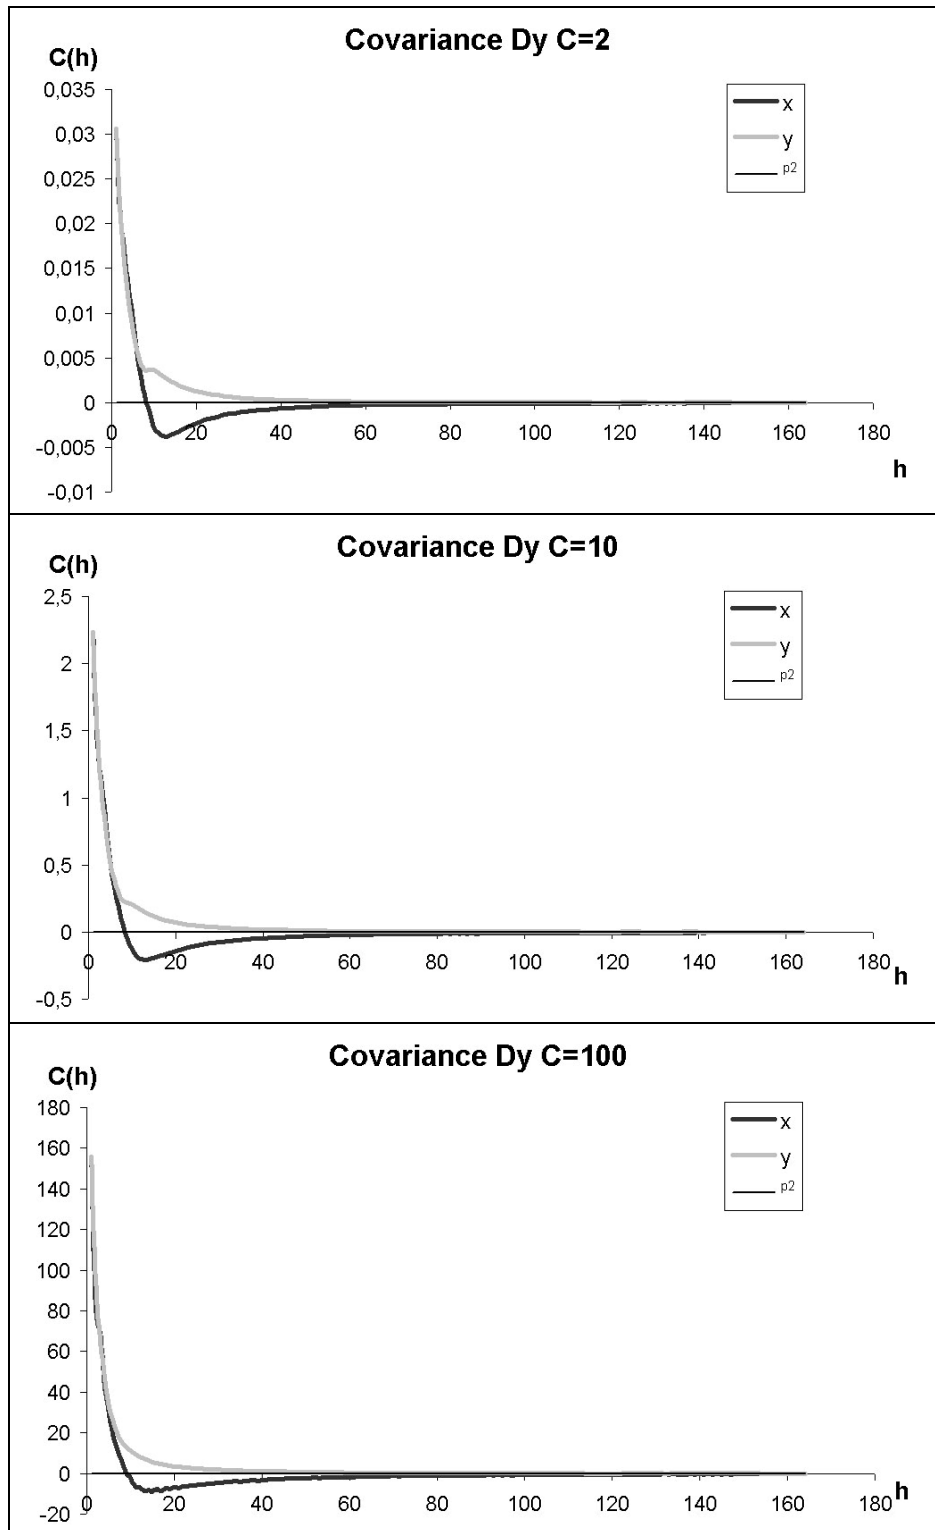 Covariance Dy C=2
C(h)
0,035
0,03
0,025
0,02
0,015
0,01
0,005
0
-0,005
-0,01
0 20 40 60 80 100 120 140 160 180
h
x
y
p2
Covariance Dy C=10
C(h)
2,5
2
1,5
1
0,5
0
-0,5
0 20 40 60 80 100 120 140 160 180
h
x
y
p2
Covariance Dy C=100
C(h)
180
160
140
120
100
80
60
40
20
0
-20
0 20 40 60 80 100 120 140 160 180
h
x
y
p2